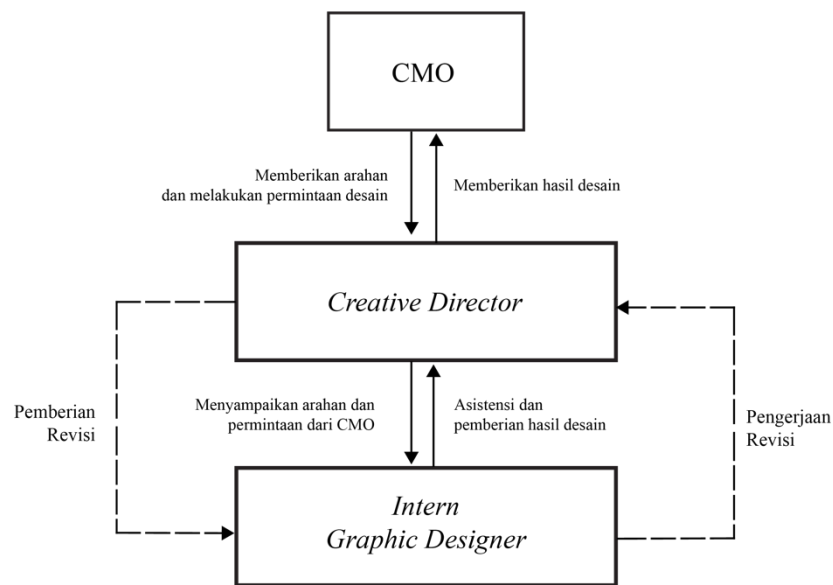 CMO
Memberikan arahan
dan melakukan permintaan desain
Memberikan hasil desain
Creative Director
Pemberian
Revisi
Menyampaikan arahan dan
permintaan dari CMO
Asistensi dan
pemberian hasil desain
Pengerjaan
Revisi
Intern
Graphic Designer